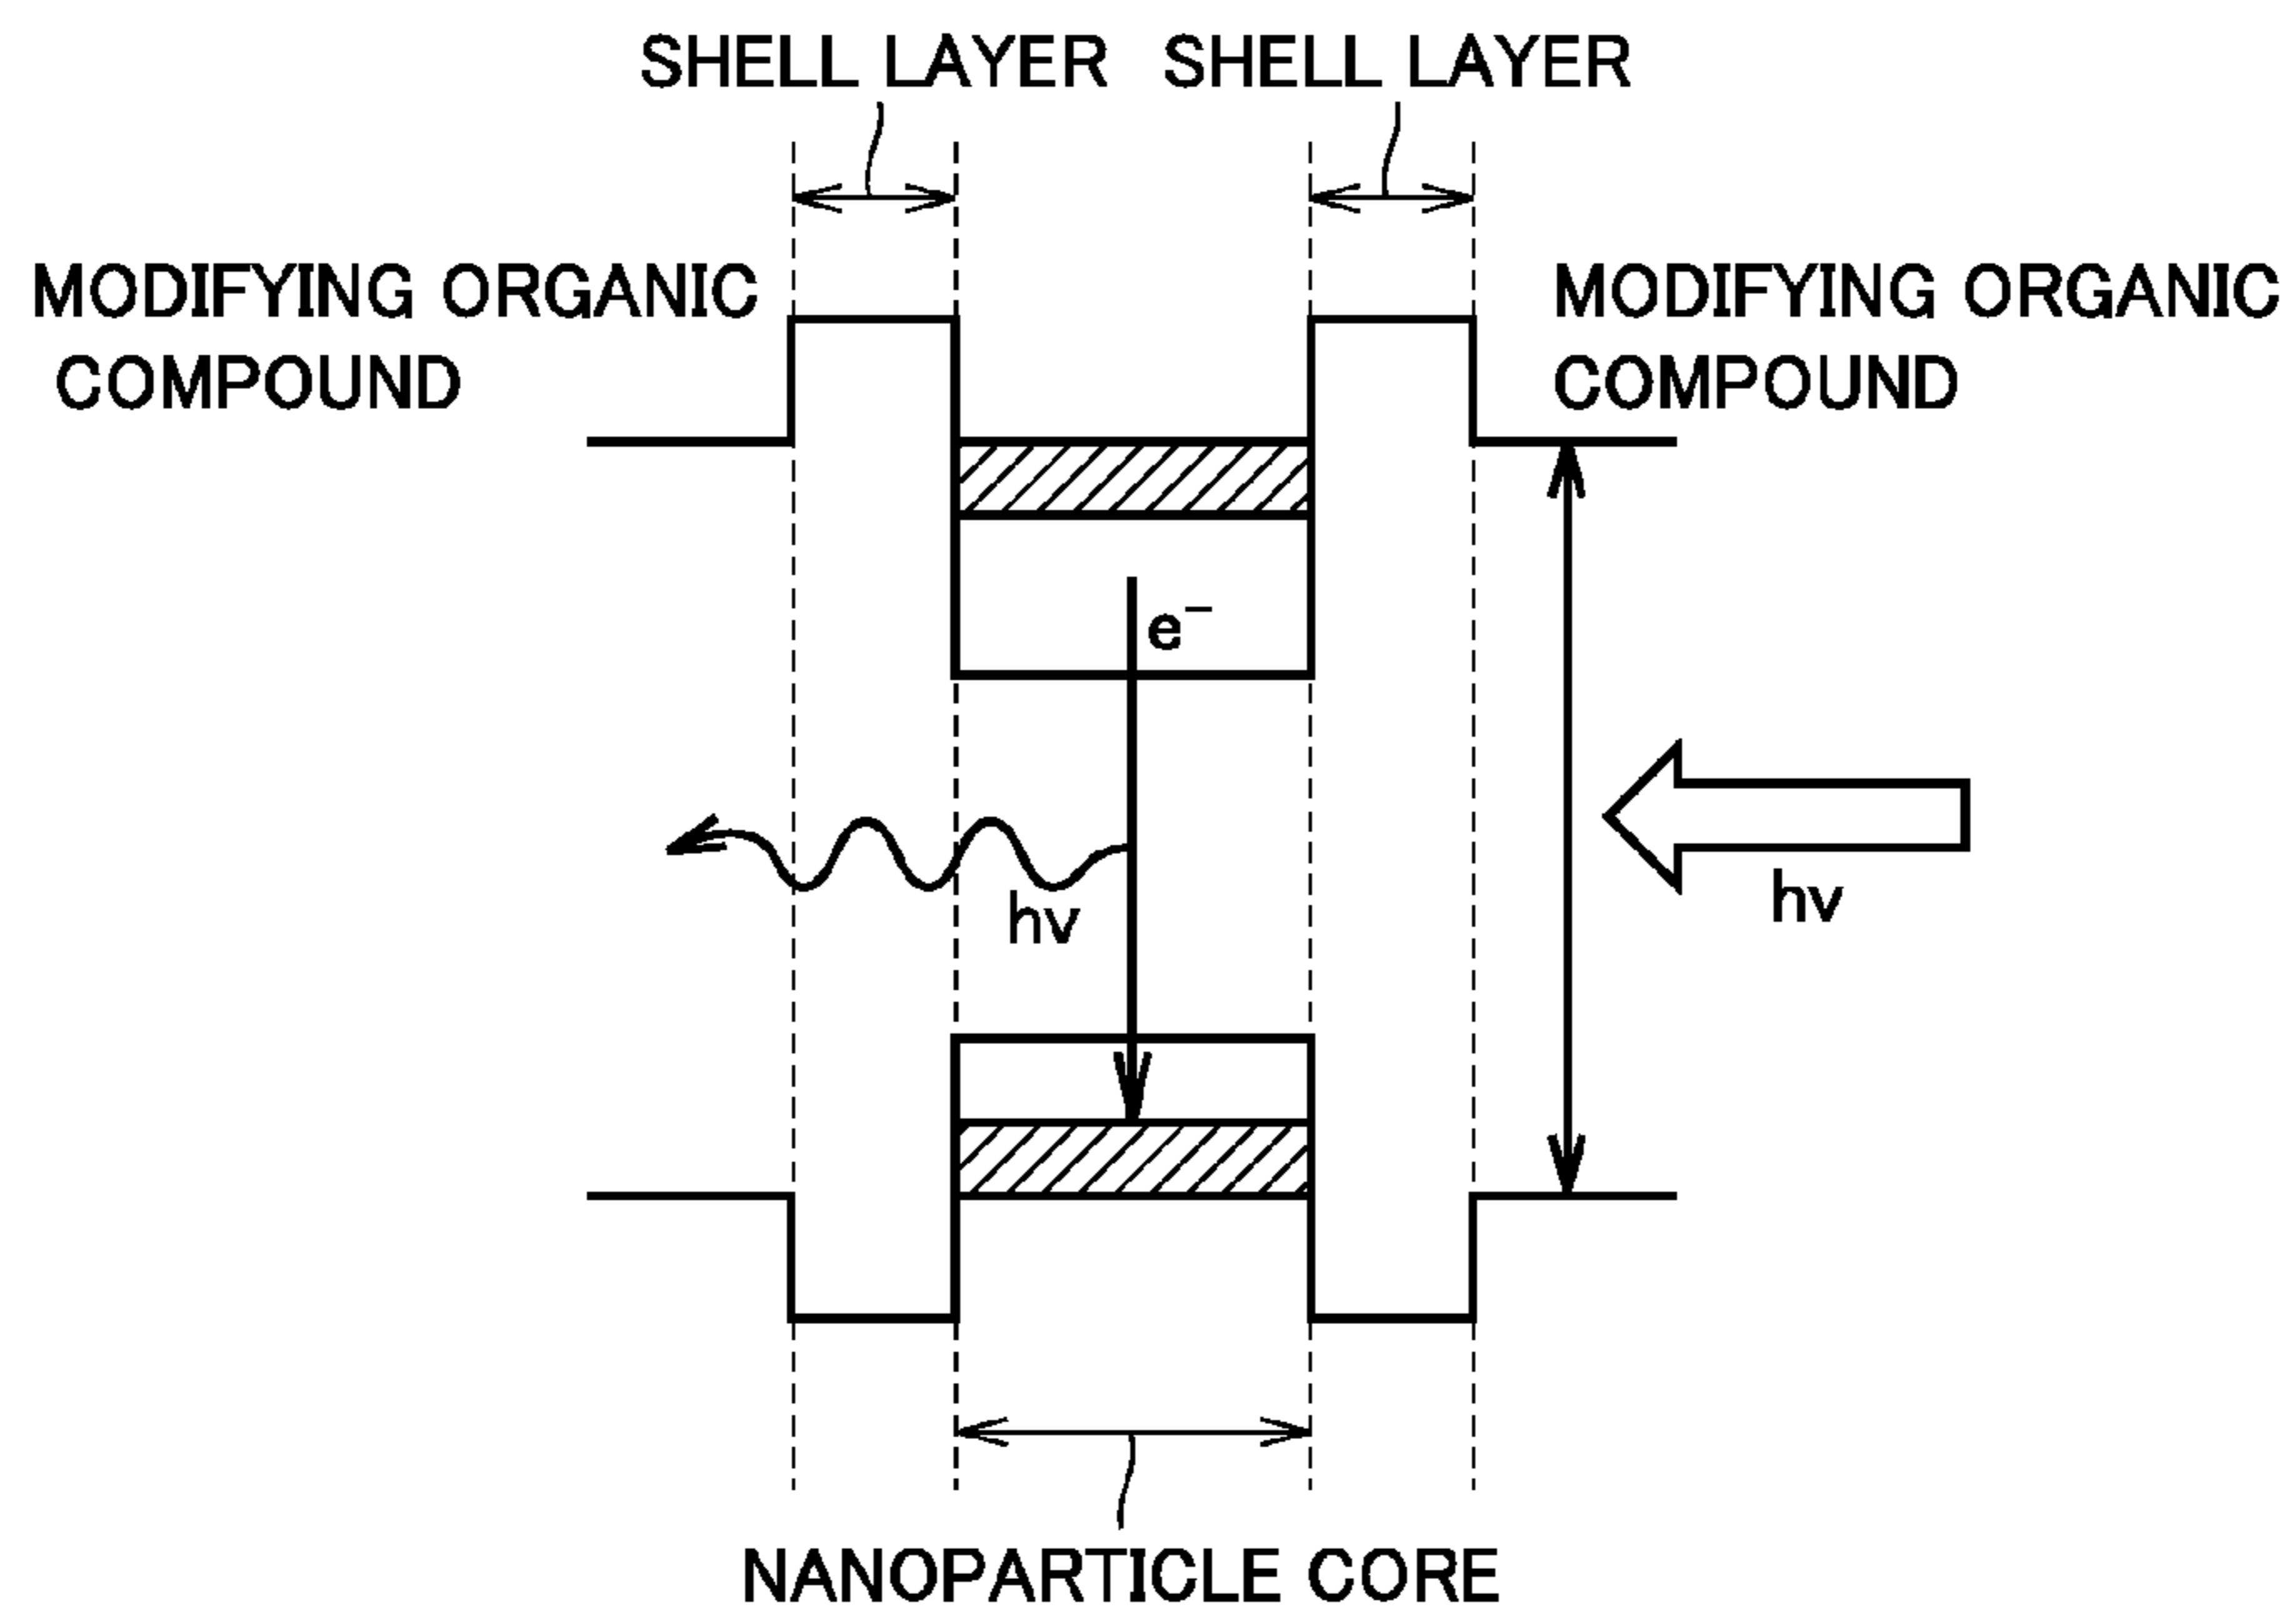 SHELL LAYER SHELL LAYER
MODIFYING ORGANIC
COMPOUND
MODIFYING ORGANIC
COMPOUND
e⁻
hν
hν
NANOPARTICLE CORE